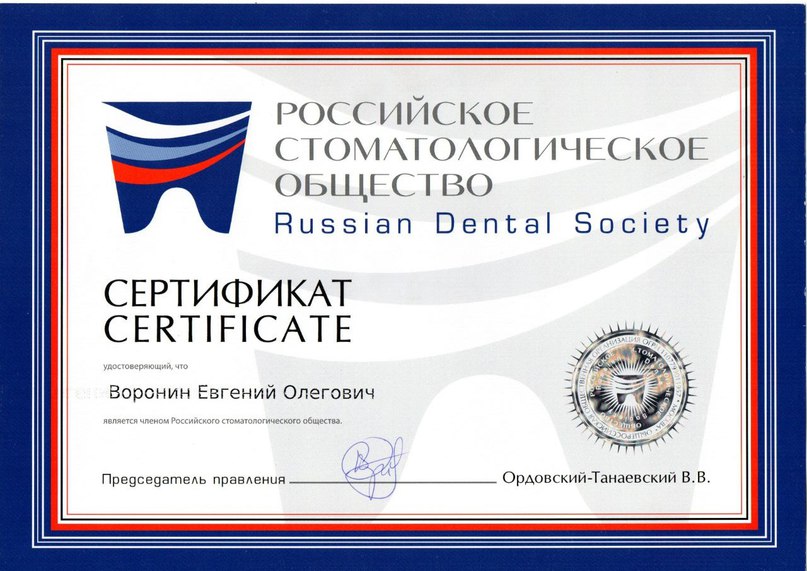 РОССИЙСКОЕ
СТОМАТОЛОГИЧЕСКОЕ
ОБЩЕСТВО
Russian Dental Society
СЕРТИФИКАТ
CERTIFICATE
удостоверяющий, что
Воронин Евгений Олегович
является членом Российского стоматологического общества.
Председатель правления Ордовский-Танаевский В.В.